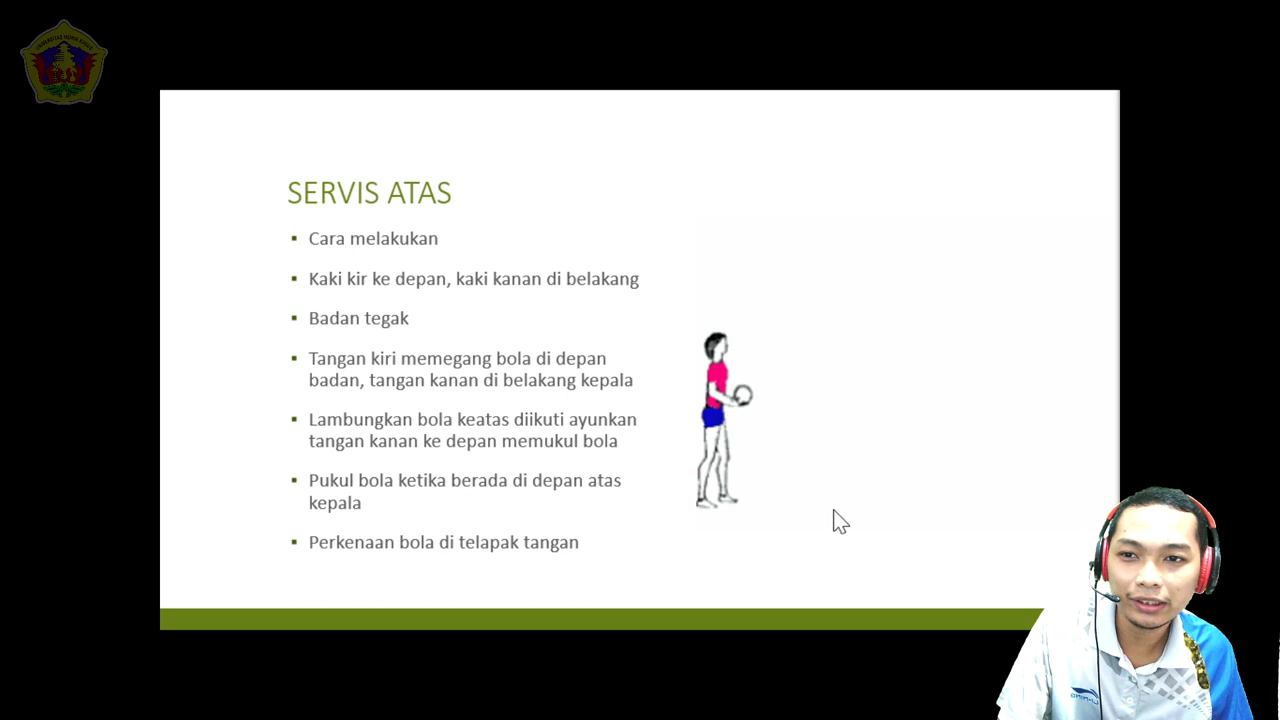 SERVIS ATAS
Cara melakukan
Kaki kir ke depan, kaki kanan di belakang
Badan tegak
Tangan kiri memegang bola di depan
badan, tangan kanan di belakang kepala
Lambungkan bola keatas diikuti ayunkan
tangan kanan ke depan memukul bola
Pukul bola ketika berada di depan atas
kepala
Perkenaan bola di telapak tangan